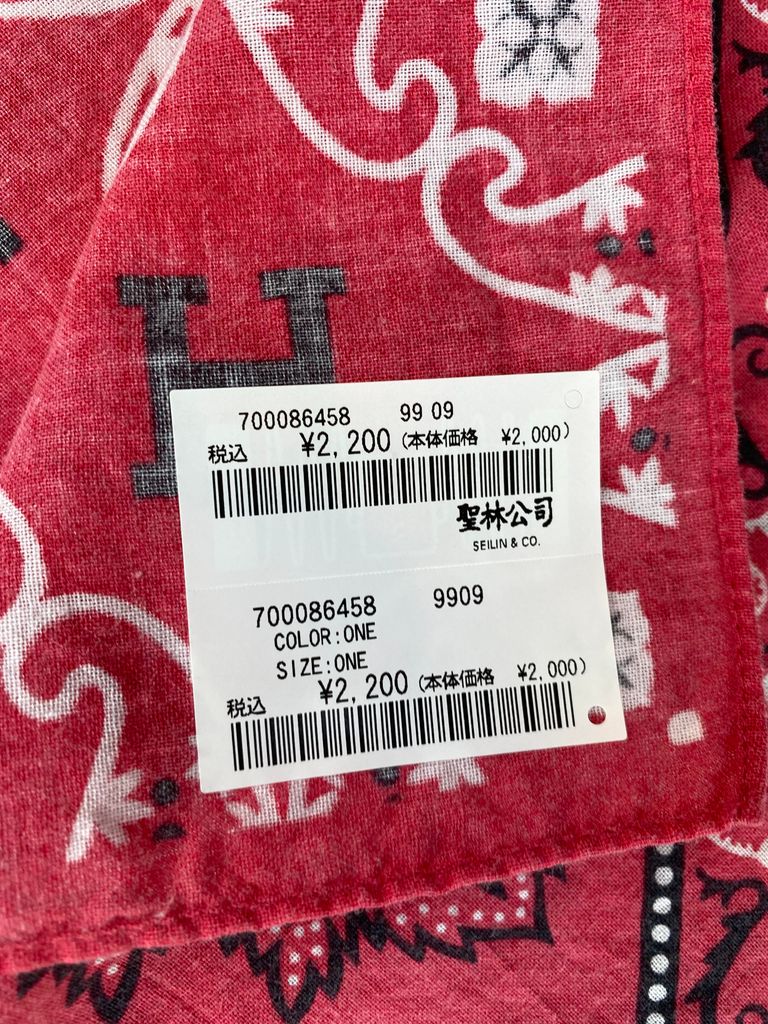 H
700086458 99 09
税込 ¥2,200 (本体価格 ¥2,000)
聖林公司
SEILIN & CO.
700086458 9909
COLOR:ONE
SIZE:ONE
税込 ¥2,200 (本体価格 ¥2,000)